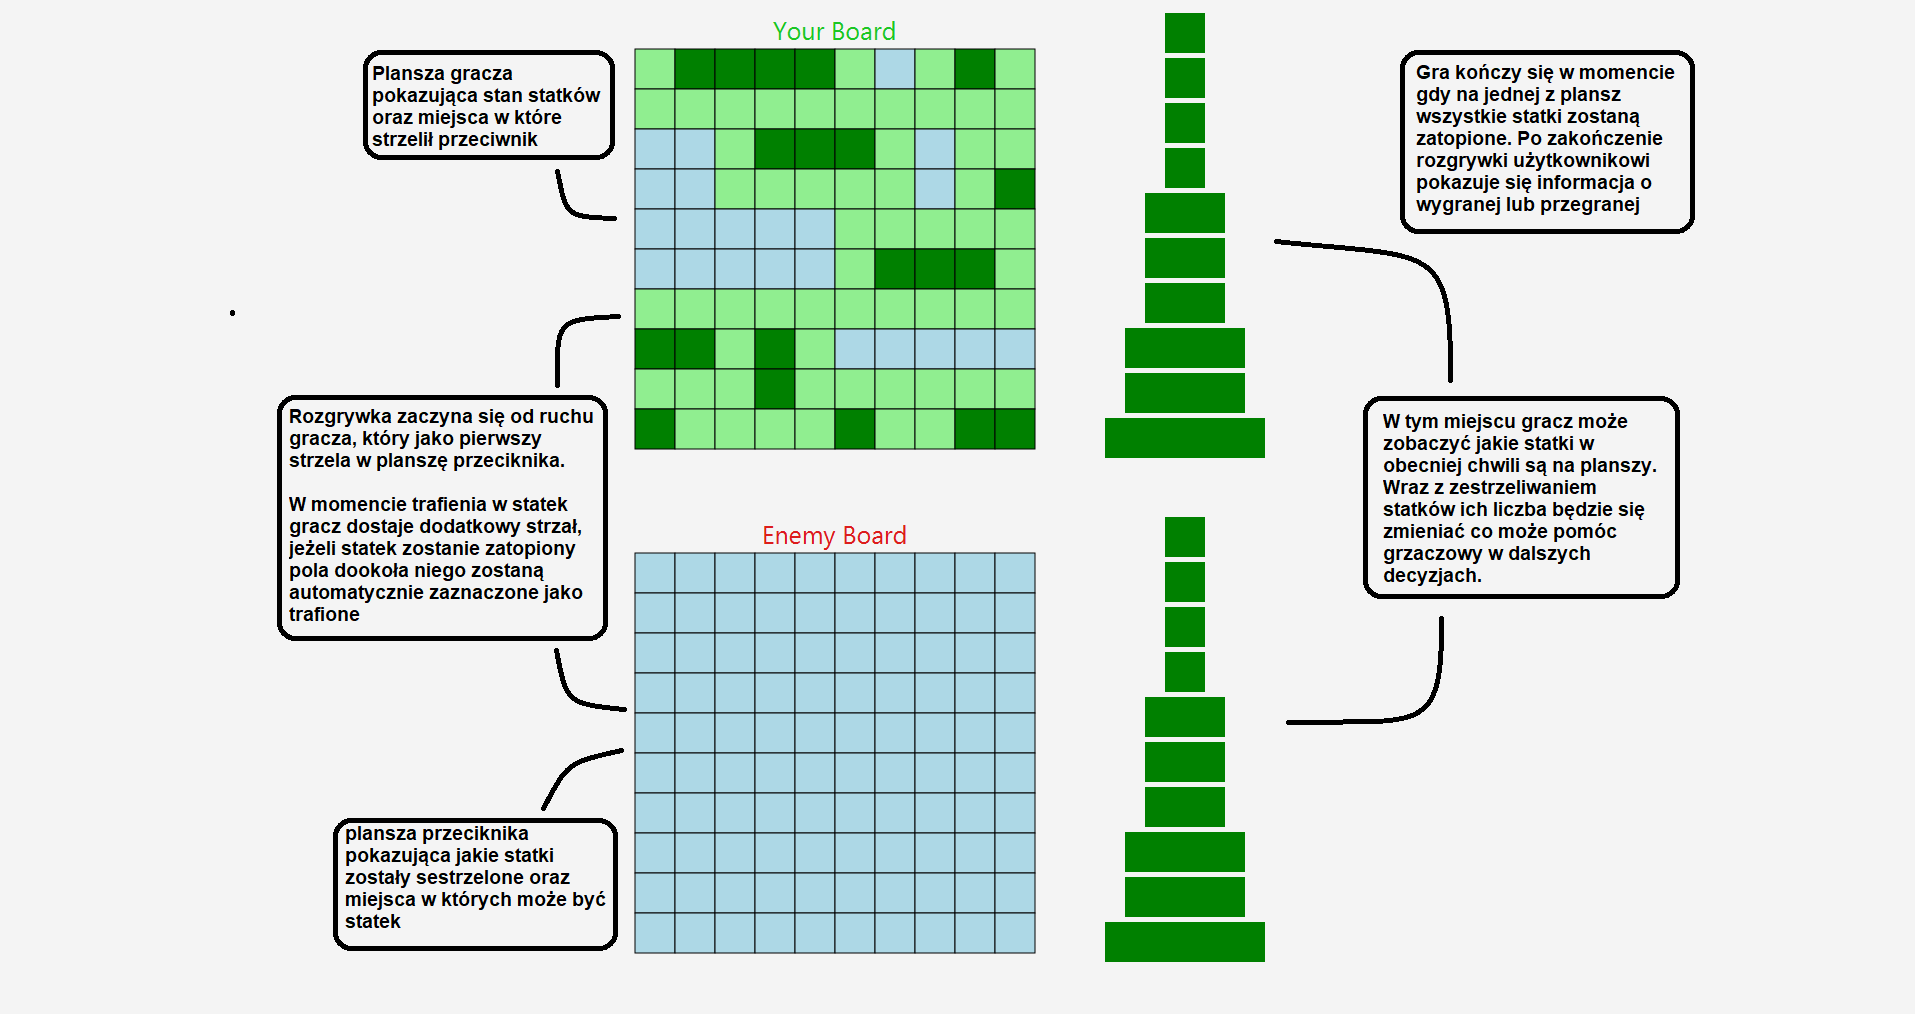 Your Board
Plansza gracza
pokazująca stan statków
oraz miejsca w które
strzelił przeciwnik
Gra kończy się w momencie
gdy na jednej z plansz
wszystkie statki zostaną
zatopione. Po zakończenie
rozgrywki użytkownikowi
pokazuje się informacja o
wygranej lub przegranej
Rozgrywka zaczyna się od ruchu
gracza, który jako pierwszy
strzela w planszę przeciknika.
W momencie trafienia w statek
gracz dostaje dodatkowy strzał,
jeżeli statek zostanie zatopiony
pola dookoła niego zostaną
automatycznie zaznaczone jako
trafione
W tym miejscu gracz może
zobaczyć jakie statki w
obecniej chwili są na planszy.
Wraz z zestrzeliwaniem
statków ich liczba będzie się
zmieniać co może pomóc
grzaczowy w dalszych
decyzjach.
Enemy Board
plansza przeciknika
pokazująca jakie statki
zostały sestrzelone oraz
miejsca w których może być
statek